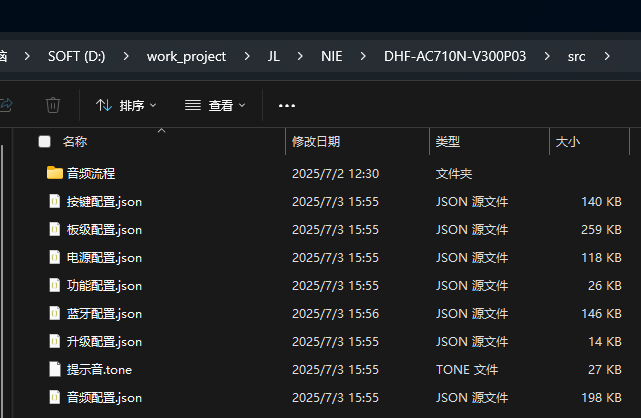 脑 > SOFT (D:) > work_project > JL > NIE > DHF-AC710N-V300P03 > src >
排序 查看 •••
名称 修改日期 类型 大小
音频流程 2025/7/2 12:30 文件夹
按键配置.json 2025/7/3 15:55 JSON 源文件 140 KB
板级配置.json 2025/7/3 15:55 JSON 源文件 259 KB
电源配置.json 2025/7/3 15:55 JSON 源文件 118 KB
功能配置.json 2025/7/3 15:55 JSON 源文件 26 KB
蓝牙配置.json 2025/7/3 15:56 JSON 源文件 146 KB
升级配置.json 2025/7/3 15:55 JSON 源文件 14 KB
提示音.tone 2025/7/3 15:55 TONE 文件 27 KB
音频配置.json 2025/7/3 15:55 JSON 源文件 198 KB